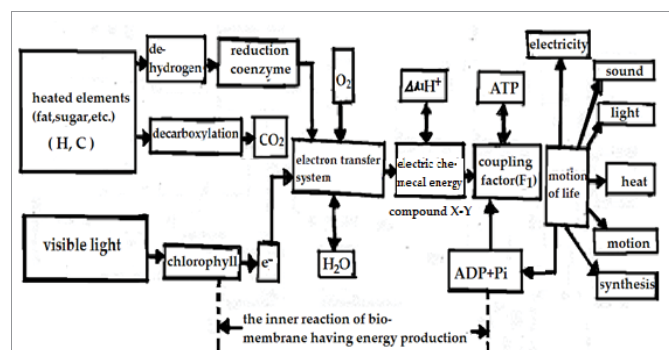 heated elements
(fat,sugar,etc.)
( H, C )
de-
hydrogen
reduction
coenzyme
decarboxylation
CO2
O2
electron transfer
system
H2O
visible light
chlorophyll
e-
ΔμH+
electric che-
mecal energy
compound X-Y
ATP
coupling
factor(F1)
ADP+Pi
motion
of life
electricity
sound
light
heat
motion
synthesis
the inner reaction of bio-
membrane having energy production